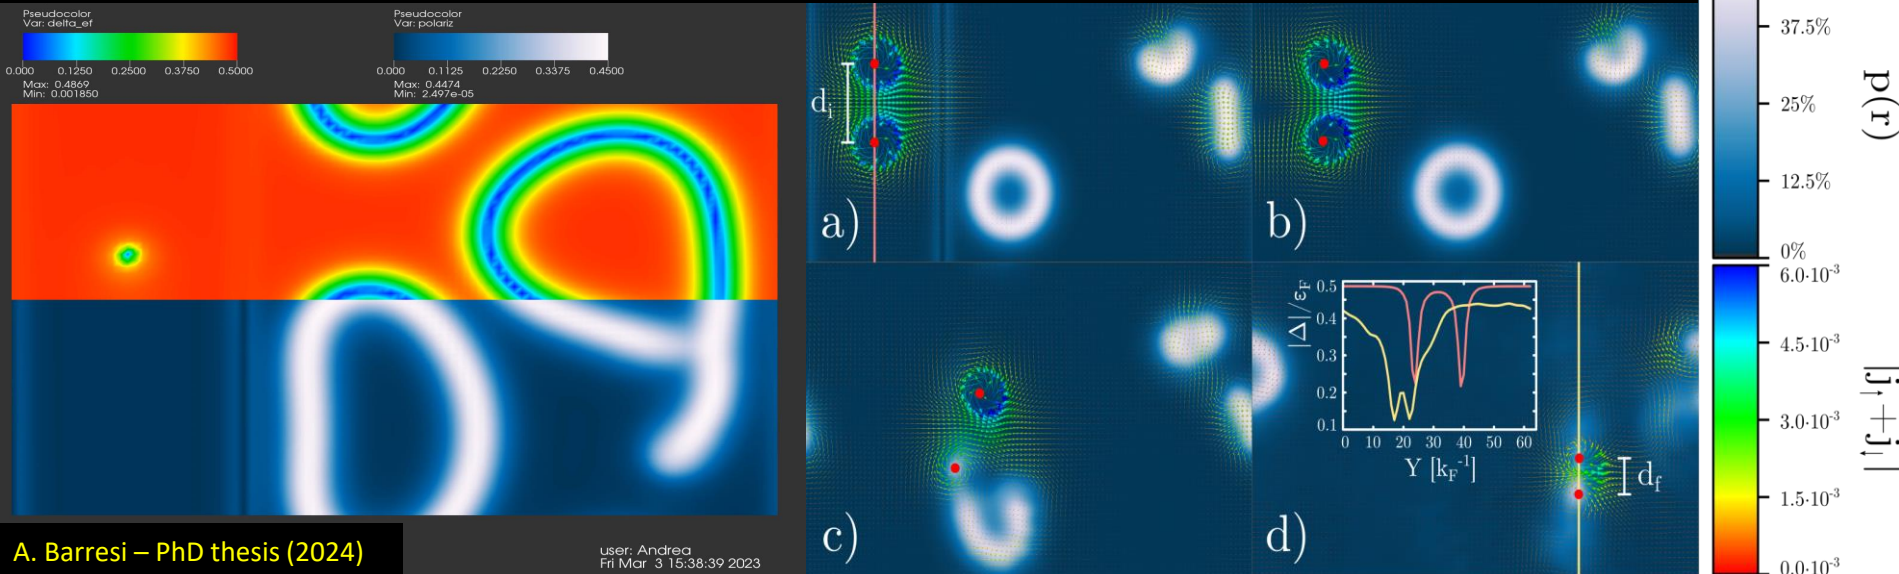 Pseudocolor
Var: delta_ef
0.000 0.1250 0.2500 0.3750 0.5000
Max: 0.4869
Min: 0.001850
Pseudocolor
Var: polariz
0.000 0.1125 0.2250 0.3375 0.4500
Max: 0.4474
Min: 2.497e-05
A. Barresi – PhD thesis (2024)
user: Andrea
Fri Mar 3 15:38:39 2023
dᵢ
a)
b)
c)
d)
|Δ|/ε_F
0.5
0.4
0.3
0.2
0.1
0 10 20 30 40 50 60
Y [k_F⁻¹]
d_f
37.5%
25%
12.5%
0%
p(r)
6.0·10⁻³
4.5·10⁻³
3.0·10⁻³
1.5·10⁻³
0.0·10⁻³
|j↑+j↓|